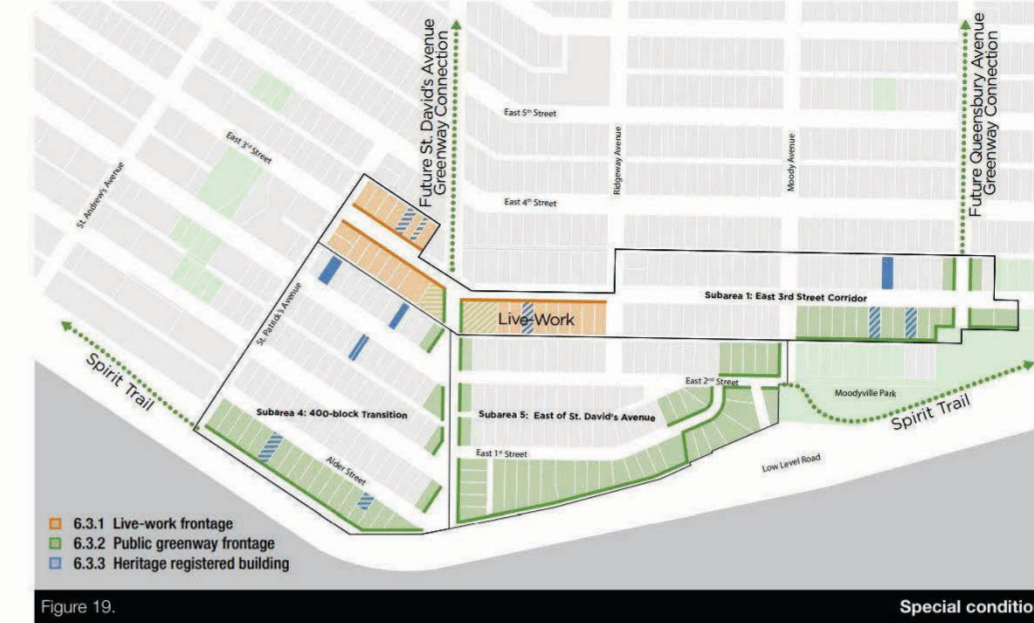 Future St. David's Avenue
Greenway Connection
Future Queensbury Avenue
Greenway Connection
East 5th Street
East 3rd Street
Ridgeway Avenue
Moody Avenue
St. Andrew's Avenue
East 4th Street
Subarea 1: East 3rd Street Corridor
Live-Work
St. Patrick's Avenue
East 2nd Street
Moodyville Park
Spirit Trail
Spirit Trail
Subarea 4: 400-block Transition
Subarea 5: East of St. David's Avenue
Alder Street
East 1st Street
Low Level Road
6.3.1 Live-work frontage
6.3.2 Public greenway frontage
6.3.3 Heritage registered building
Figure 19.
Special conditio